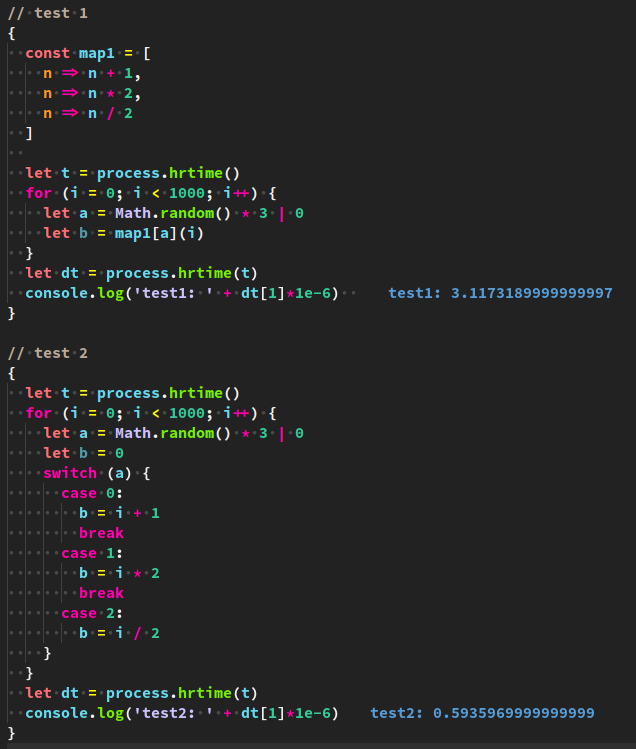 // test 1
{
  const map1 = [
    n => n + 1,
    n => n * 2,
    n => n / 2
  ]
  let t = process.hrtime()
  for (i = 0; i < 1000; i++) {
    let a = Math.random() * 3 | 0
    let b = map1[a](i)
  }
  let dt = process.hrtime(t)
  console.log('test1: ' + dt[1]*1e-6)    test1: 3.1173189999999997
}
// test 2
{
  let t = process.hrtime()
  for (i = 0; i < 1000; i++) {
    let a = Math.random() * 3 | 0
    let b = 0
    switch (a) {
      case 0:
        b = i + 1
        break
      case 1:
        b = i * 2
        break
      case 2:
        b = i / 2
    }
  }
  let dt = process.hrtime(t)
  console.log('test2: ' + dt[1]*1e-6)    test2: 0.5935969999999999
}